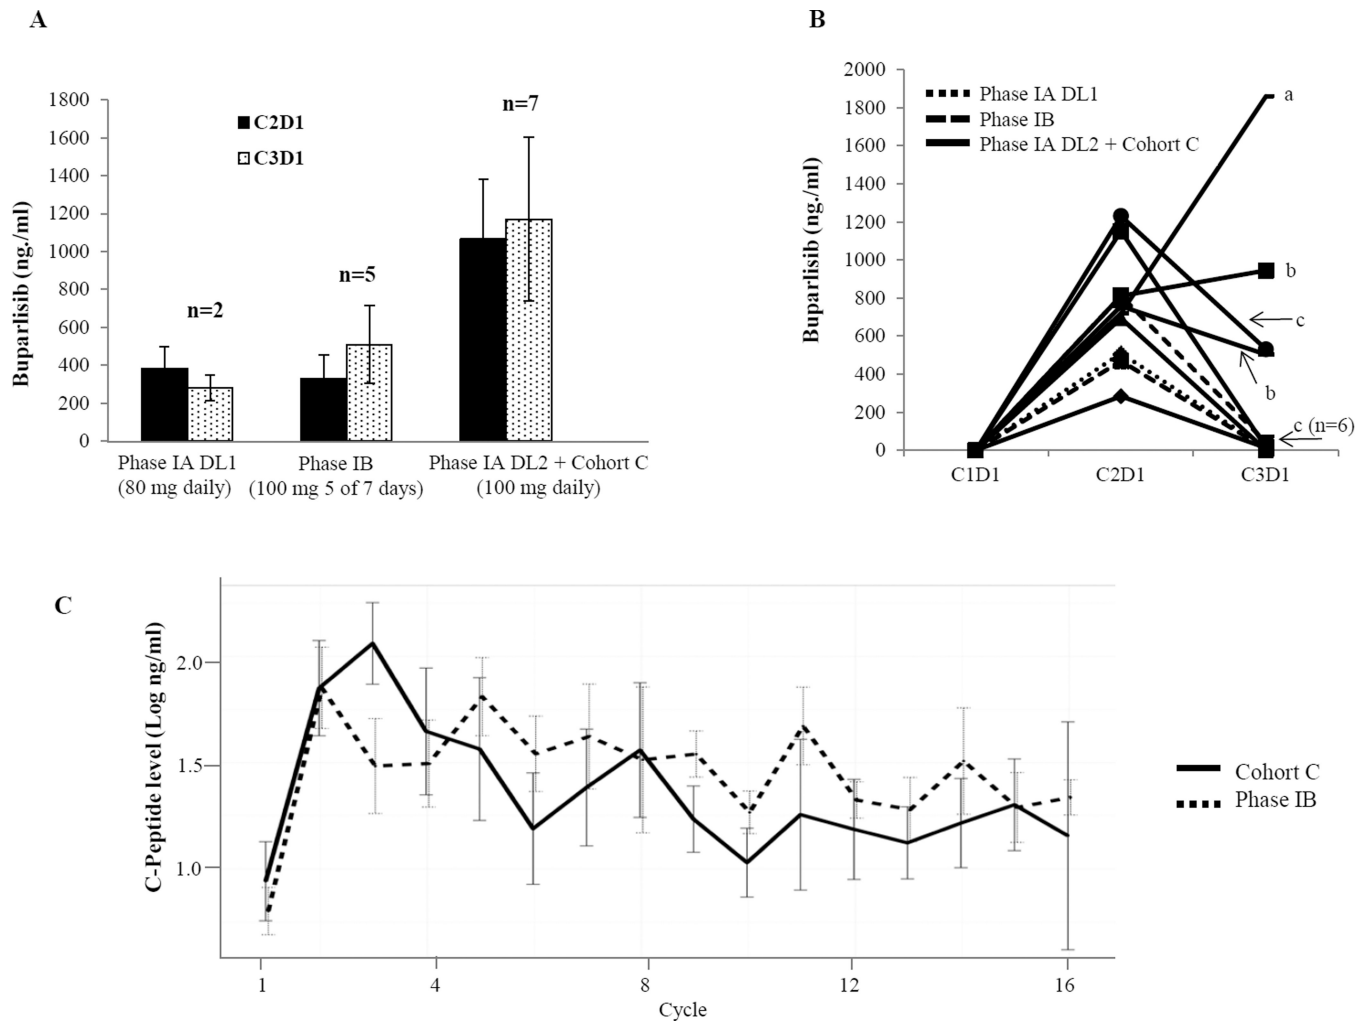 A
Buparlisib (ng./ml)
1800
1600
1400
1200
1000
800
600
400
200
0
C2D1
C3D1
n=2
n=5
n=7
Phase IA DL1
(80 mg daily)
Phase IB
(100 mg 5 of 7 days)
Phase IA DL2 + Cohort C
(100 mg daily)
B
Buparlisib (ng./ml)
2000
1800
1600
1400
1200
1000
800
600
400
200
0
Phase IA DL1
Phase IB
Phase IA DL2 + Cohort C
a
b
c
b
c (n=6)
C1D1
C2D1
C3D1
C
C-Peptide level (Log ng/ml)
2.0
1.5
1.0
1
4
8
12
16
Cycle
Cohort C
Phase IB